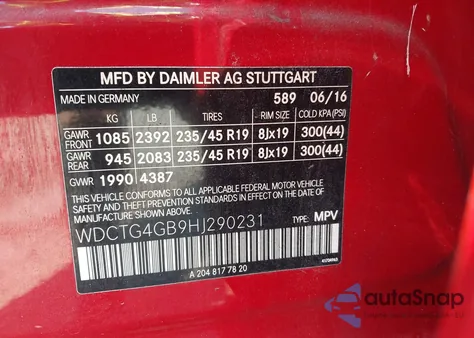 MFD BY DAIMLER AG STUTTGART
MADE IN GERMANY 589 06/16
KG LB TIRE SIZE RIM SIZE COLD KPA(PSI)
GAWR FRONT 1085 2392 235/45 R19 8Jx19 300(44)
GAWR REAR 945 2083 235/45 R19 8Jx19 300(44)
GVWR 1990 4387
THIS VEHICLE CONFORMS TO ALL APPLICABLE
U.S. FEDERAL MOTOR VEHICLE SAFETY AND
THEFT PREVENTION STANDARDS IN EFFECT ON
THE DATE OF MANUFACTURE SHOWN ABOVE.
WDCTG4GB9HJ290231 TYPE: MPV
A 204 817 78 20
autoSnap